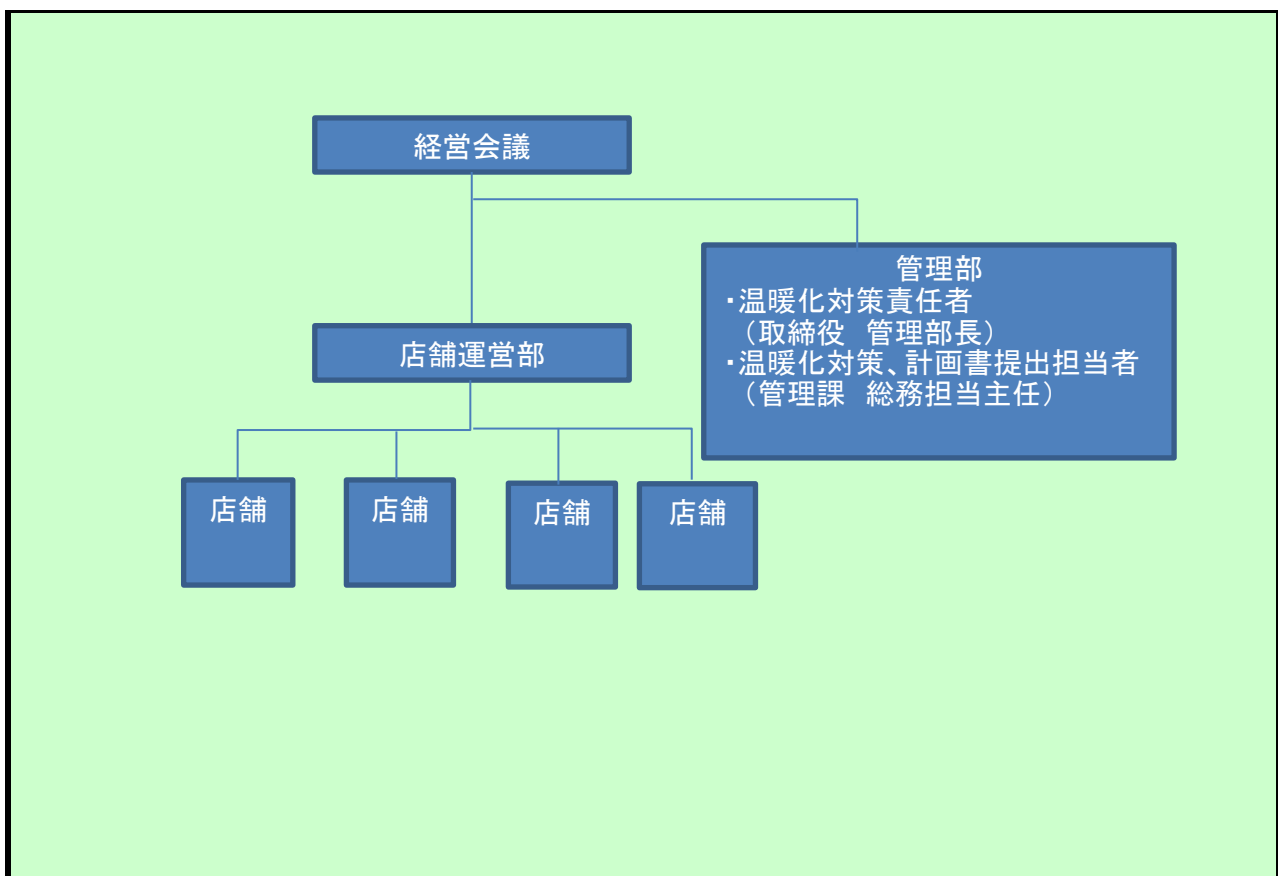 経営会議
管理部
・温暖化対策責任者
（取締役　管理部長）
・温暖化対策、計画書提出担当者
（管理課　総務担当主任）
店舗運営部
店舗
店舗
店舗
店舗